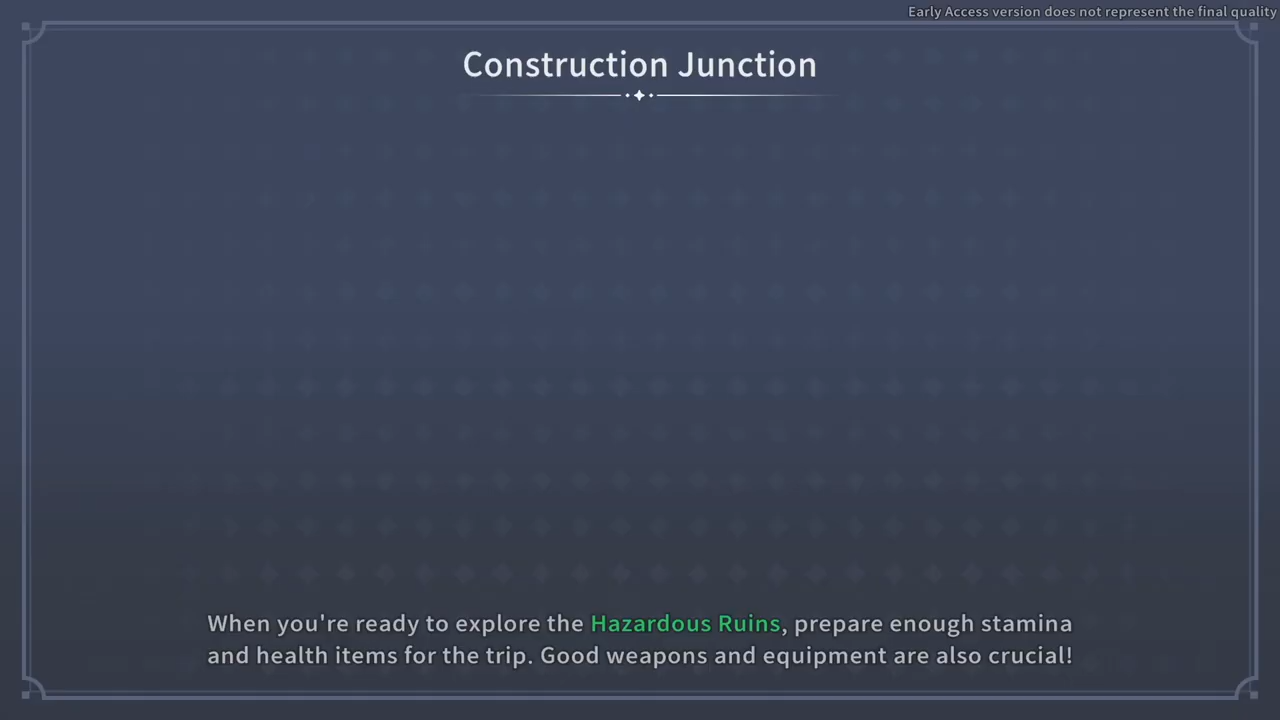 Early Access version does not represent the final quality
Construction Junction
When you're ready to explore the Hazardous Ruins, prepare enough stamina
and health items for the trip. Good weapons and equipment are also crucial!